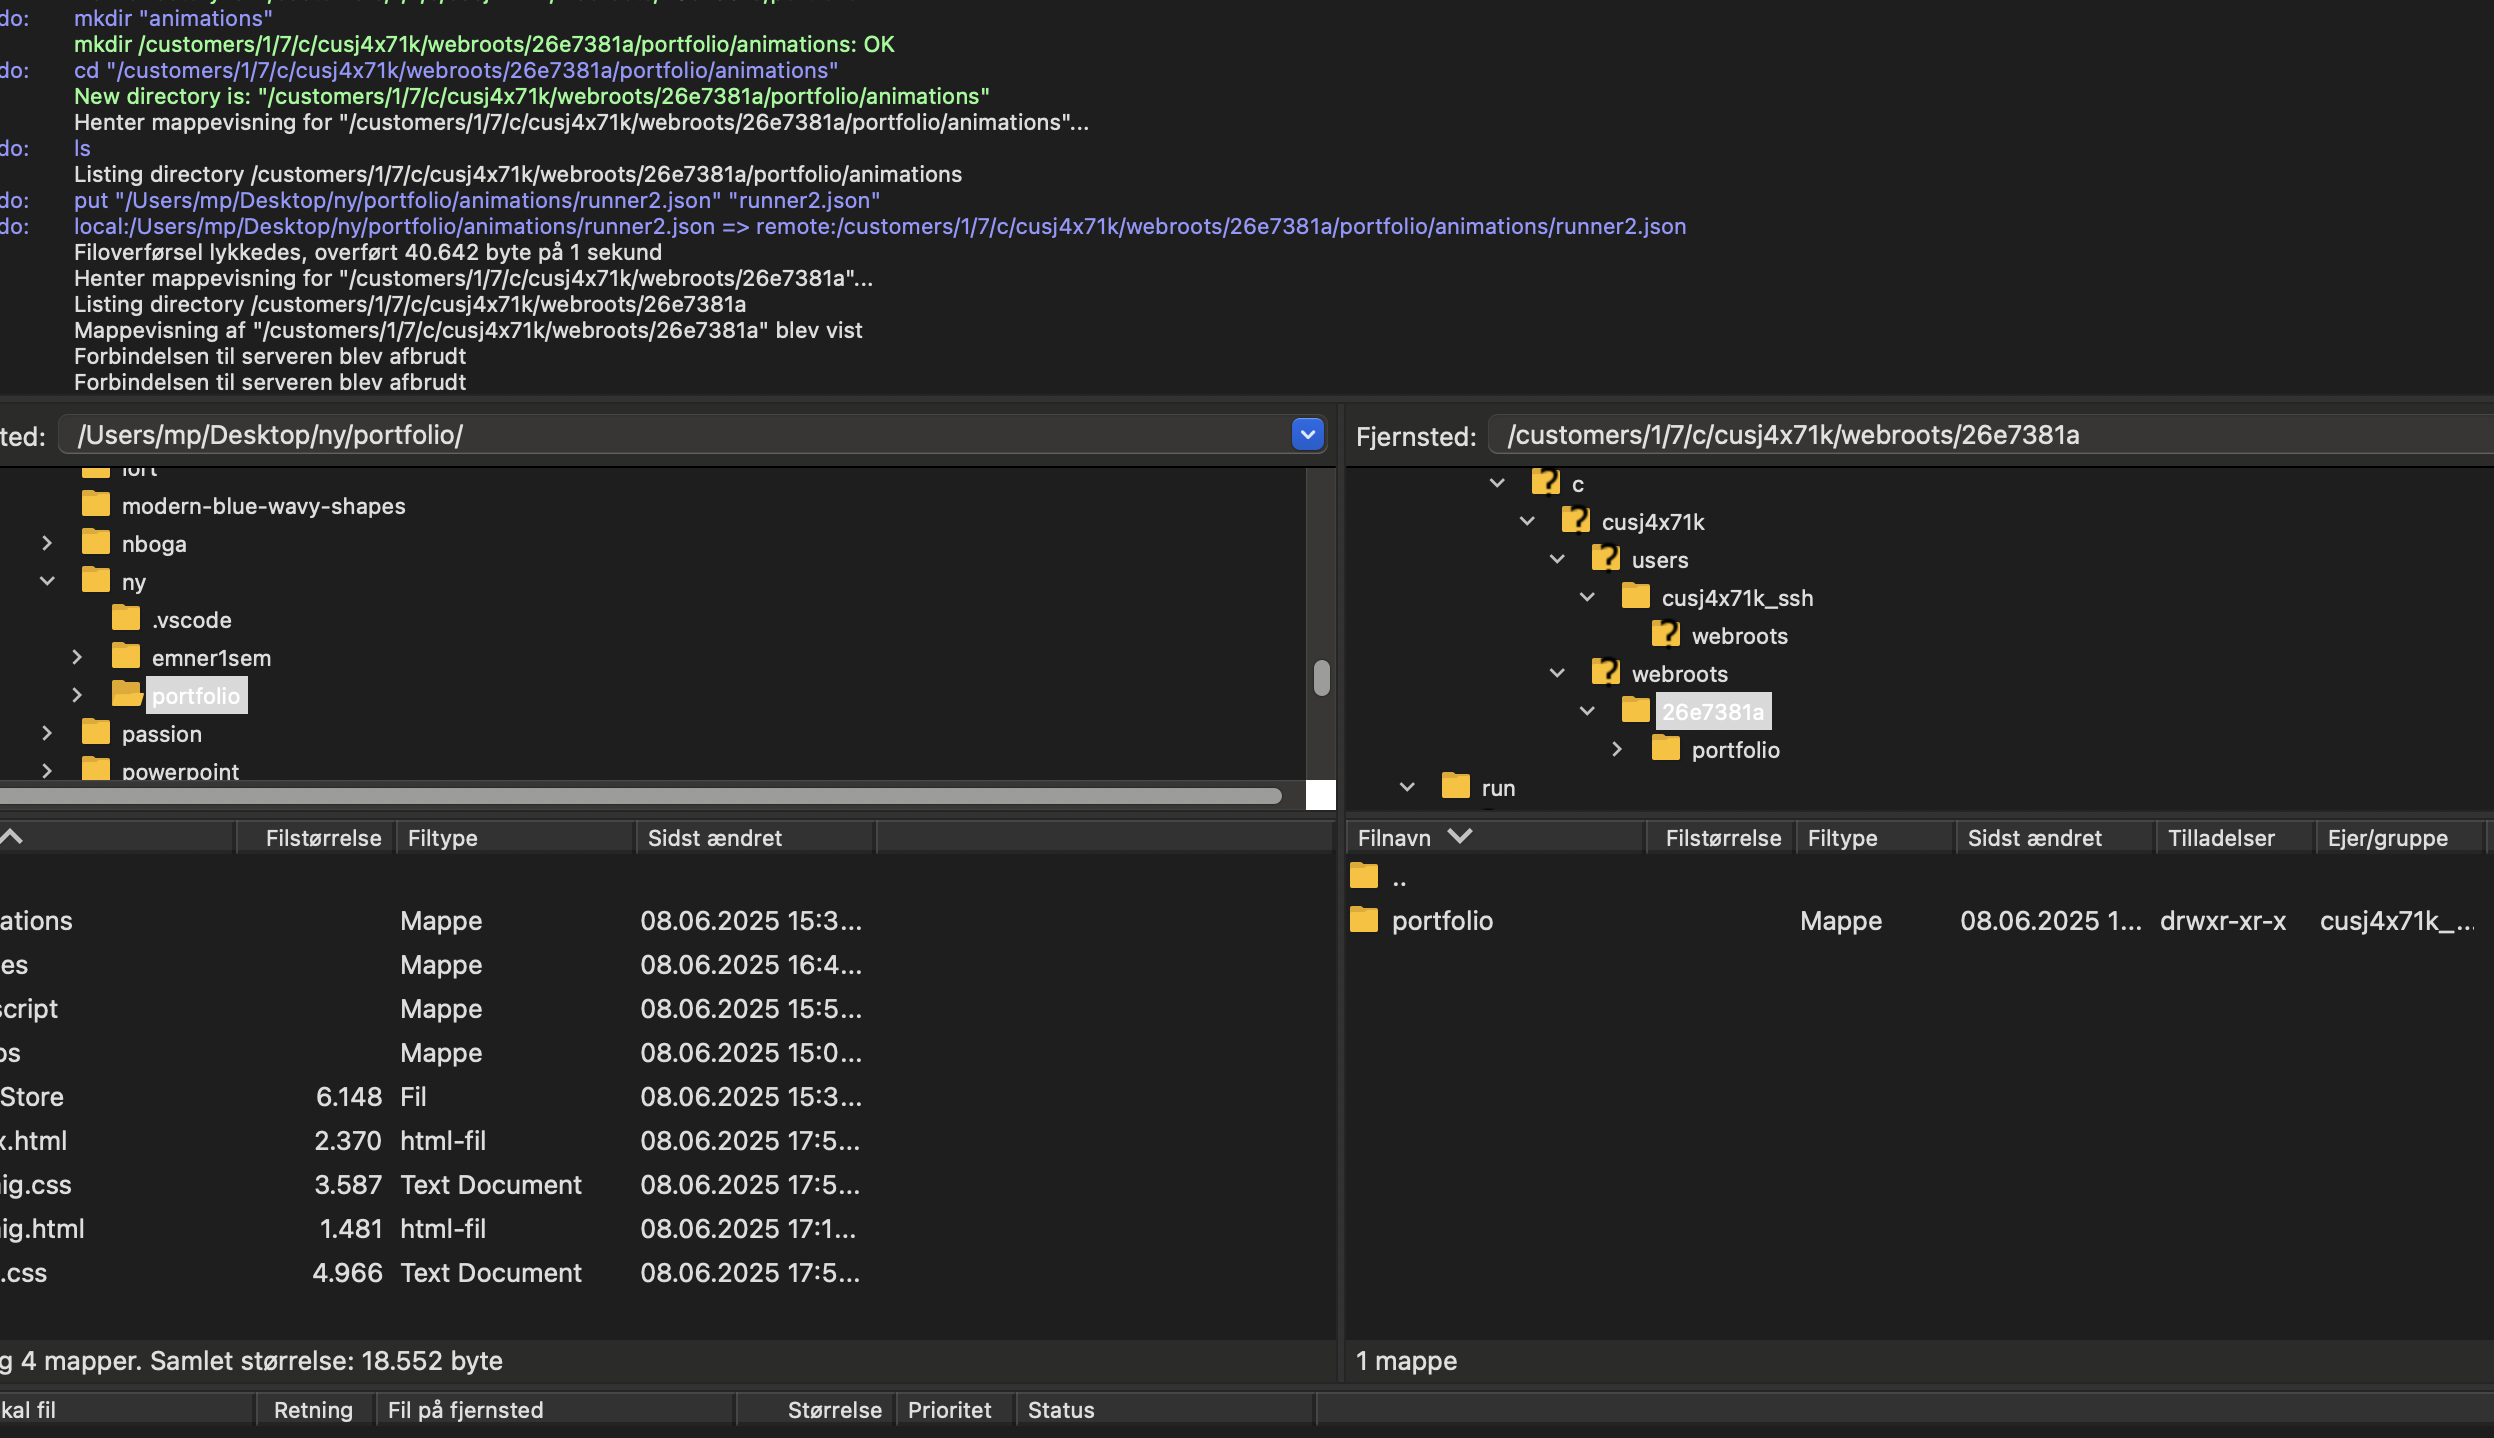 do: mkdir "animations"
mkdir /customers/1/7/c/cusj4x71k/webroots/26e7381a/portfolio/animations: OK
do: cd "/customers/1/7/c/cusj4x71k/webroots/26e7381a/portfolio/animations"
New directory is: "/customers/1/7/c/cusj4x71k/webroots/26e7381a/portfolio/animations"
Henter mappevisning for "/customers/1/7/c/cusj4x71k/webroots/26e7381a/portfolio/animations"...
do: ls
Listing directory /customers/1/7/c/cusj4x71k/webroots/26e7381a/portfolio/animations
do: put "/Users/mp/Desktop/ny/portfolio/animations/runner2.json" "runner2.json"
do: local:/Users/mp/Desktop/ny/portfolio/animations/runner2.json => remote:/customers/1/7/c/cusj4x71k/webroots/26e7381a/portfolio/animations/runner2.json
Filoverførsel lykkedes, overført 40.642 byte på 1 sekund
Henter mappevisning for "/customers/1/7/c/cusj4x71k/webroots/26e7381a"...
Listing directory /customers/1/7/c/cusj4x71k/webroots/26e7381a
Mappevisning af "/customers/1/7/c/cusj4x71k/webroots/26e7381a" blev vist
Forbindelsen til serveren blev afbrudt
Forbindelsen til serveren blev afbrudt
ted: /Users/mp/Desktop/ny/portfolio/
modern-blue-wavy-shapes
nboga
ny
.vscode
emner1sem
portfolio
passion
powerpoint
Filstørrelse Filtype Sidst ændret
ations Mappe 08.06.2025 15:3...
es Mappe 08.06.2025 16:4...
script Mappe 08.06.2025 15:5...
os Mappe 08.06.2025 15:0...
Store 6.148 Fil 08.06.2025 15:3...
x.html 2.370 html-fil 08.06.2025 17:5...
ig.css 3.587 Text Document 08.06.2025 17:5...
ig.html 1.481 html-fil 08.06.2025 17:1...
.css 4.966 Text Document 08.06.2025 17:5...
g 4 mapper. Samlet størrelse: 18.552 byte
Fjernsted: /customers/1/7/c/cusj4x71k/webroots/26e7381a
c
cusj4x71k
users
cusj4x71k_ssh
webroots
webroots
26e7381a
portfolio
run
Filnavn Filstørrelse Filtype Sidst ændret Tilladelser Ejer/gruppe
..
portfolio Mappe 08.06.2025 1... drwxr-xr-x cusj4x71k_...
1 mappe
kal fil Retning Fil på fjernsted Størrelse Prioritet Status